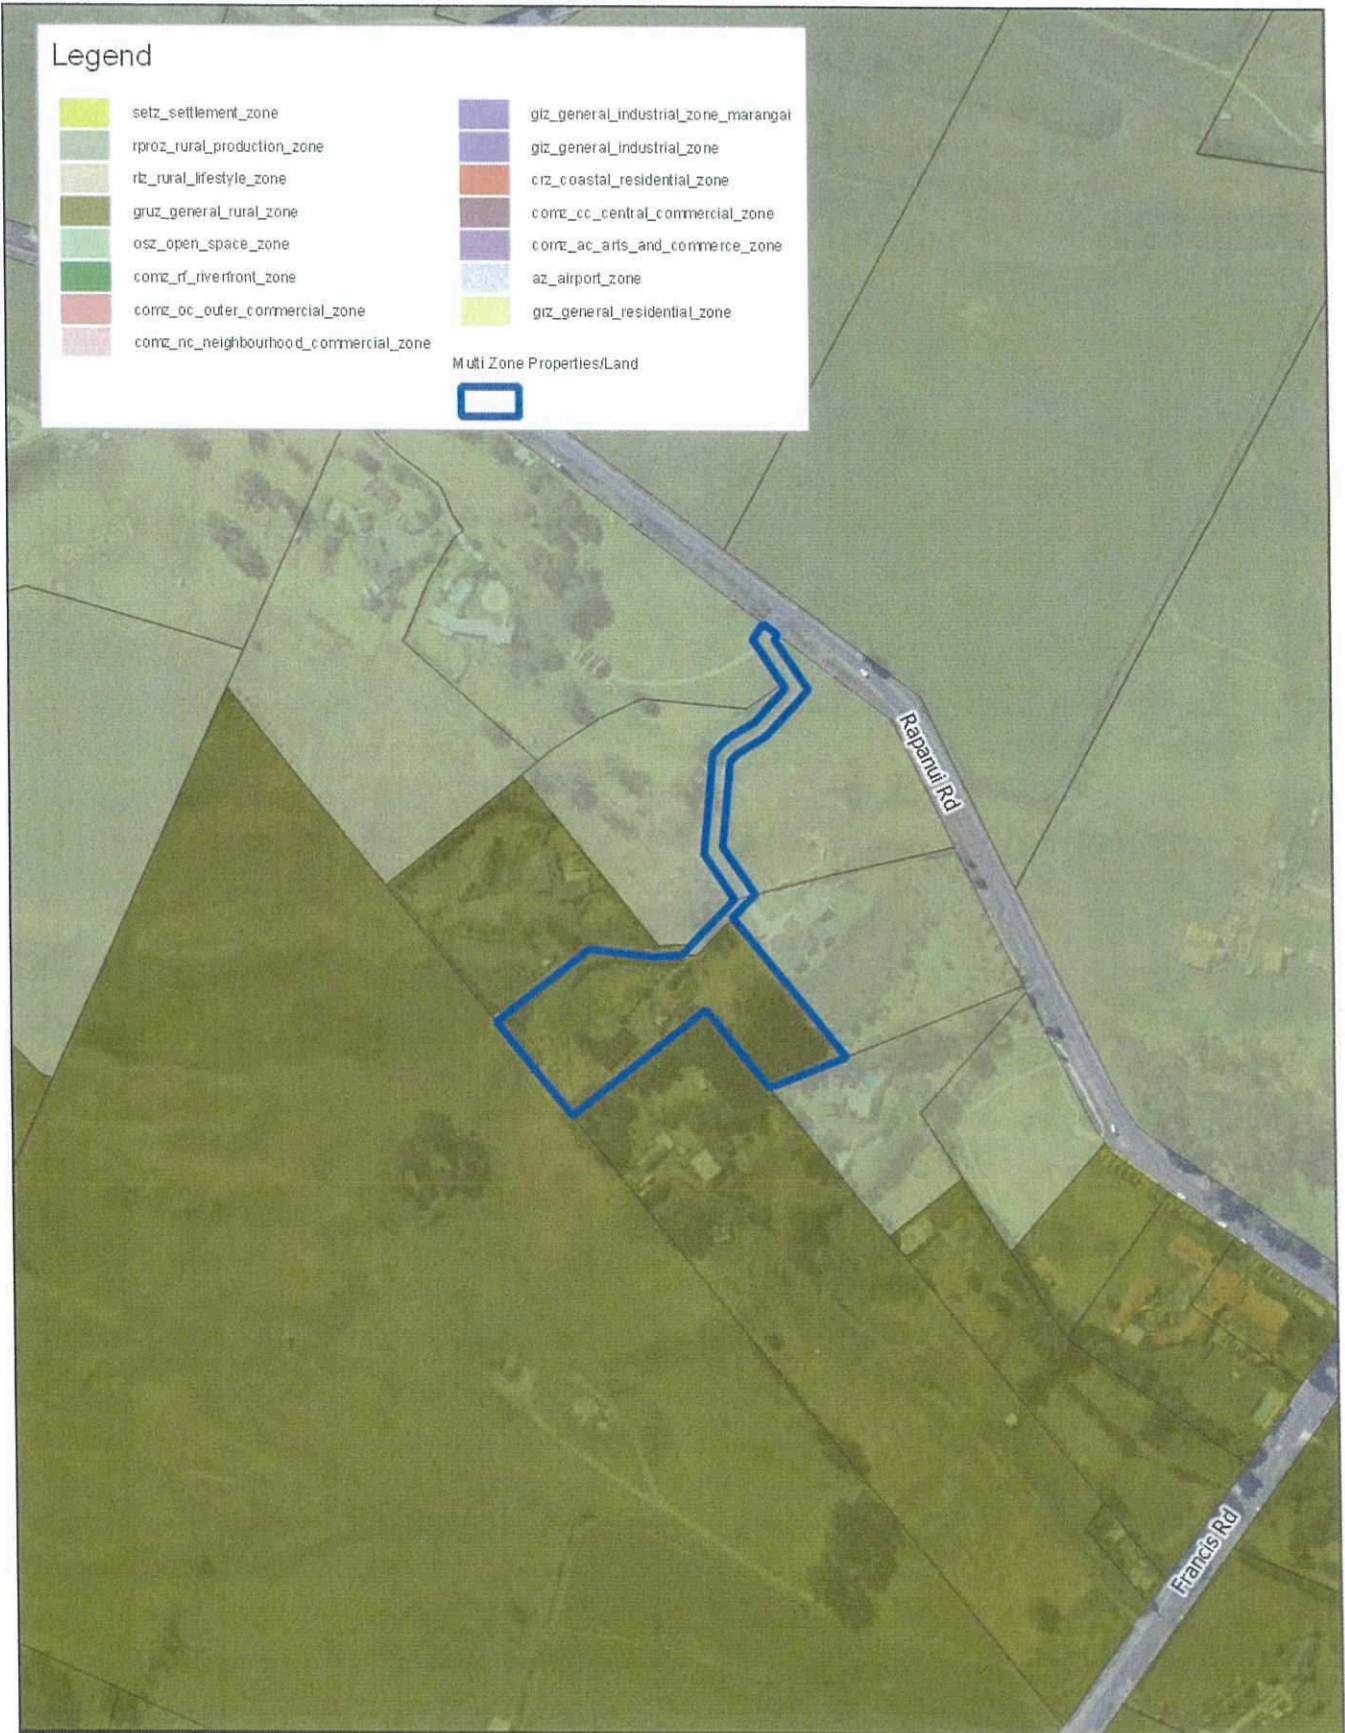 Legend
setz_settlement_zone
rproz_rural_production_zone
rlz_rural_lifestyle_zone
gruz_general_rural_zone
osz_open_space_zone
comz_rf_riverfront_zone
comz_oc_outer_commercial_zone
comz_nc_neighbourhood_commercial_zone
giz_general_industrial_zone_marangai
giz_general_industrial_zone
crz_coastal_residential_zone
comz_cc_central_commercial_zone
comz_ac_arts_and_commerce_zone
az_airport_zone
grz_general_residential_zone
Multi Zone Properties/Land
Rapanui Rd
Francis Rd